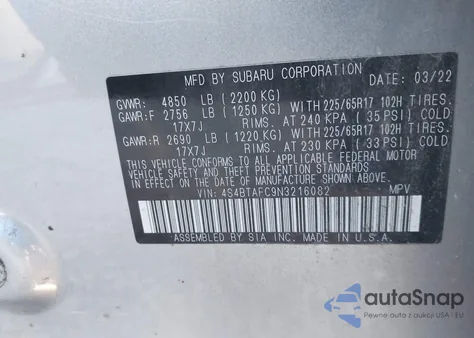 MFD BY SUBARU CORPORATION DATE: 03/22
GVWR: 4850 LB (2200 KG)
GAWR:F 2756 LB (1250 KG) WITH 225/65R17 102H TIRES.
17X7J RIMS. AT 240 KPA ( 35 PSI) COLD
GAWR:R 2690 LB (1220 KG) WITH 225/65R17 102H TIRES.
17X7J RIMS. AT 230 KPA ( 33 PSI) COLD
THIS VEHICLE CONFORMS TO ALL APPLICABLE FEDERAL MOTOR
VEHICLE SAFETY, BUMPER, AND THEFT PREVENTION STANDARDS
IN EFFECT ON THE DATE OF MANUFACTURE SHOWN ABOVE.
VIN: 4S4BTAFC9N3216082 MPV
ASSEMBLED BY SIA INC. MADE IN U.S.A.
autoSnap
Pewne auto z USA i EU